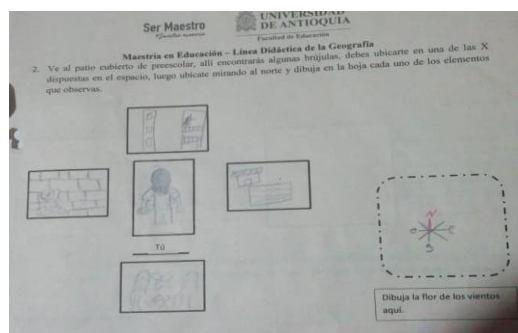 Ser Maestro
UNIVERSIDAD
DE ANTIOQUIA
Facultad de Educación
Maestría en Educación – Línea Didáctica de la Geografía
2. Ve al patio cubierto de preescolar, allí encontrarás algunas brújulas, debes ubicarte en una de las X
dispuestas en el espacio, luego ubícate mirando al norte y dibuja en la hoja cada uno de los elementos
que observas.
Tú
N
o e
S
Dibuja la flor de los vientos
aquí.